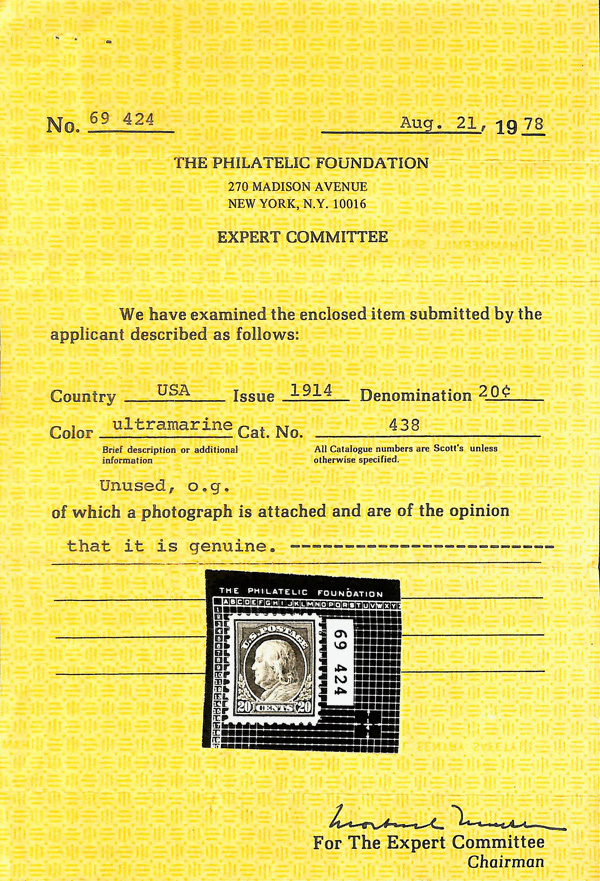 No. 69 424
Aug. 21, 19 78
THE PHILATELIC FOUNDATION
270 MADISON AVENUE
NEW YORK, N.Y. 10016
EXPERT COMMITTEE
We have examined the enclosed item submitted by the
applicant described as follows:
Country USA Issue 1914 Denomination 20¢
Color ultramarine Cat. No. 438
Brief description or additional
information
All Catalogue numbers are Scott's unless
otherwise specified.
Unused, o.g.
of which a photograph is attached and are of the opinion
that it is genuine. ----------------------------
THE PHILATELIC FOUNDATION
ABCDEFGHIJKLMNOPQRSTUVWXYZ
U.S. POSTAGE
20 CENTS 20
69 424
For The Expert Committee
Chairman